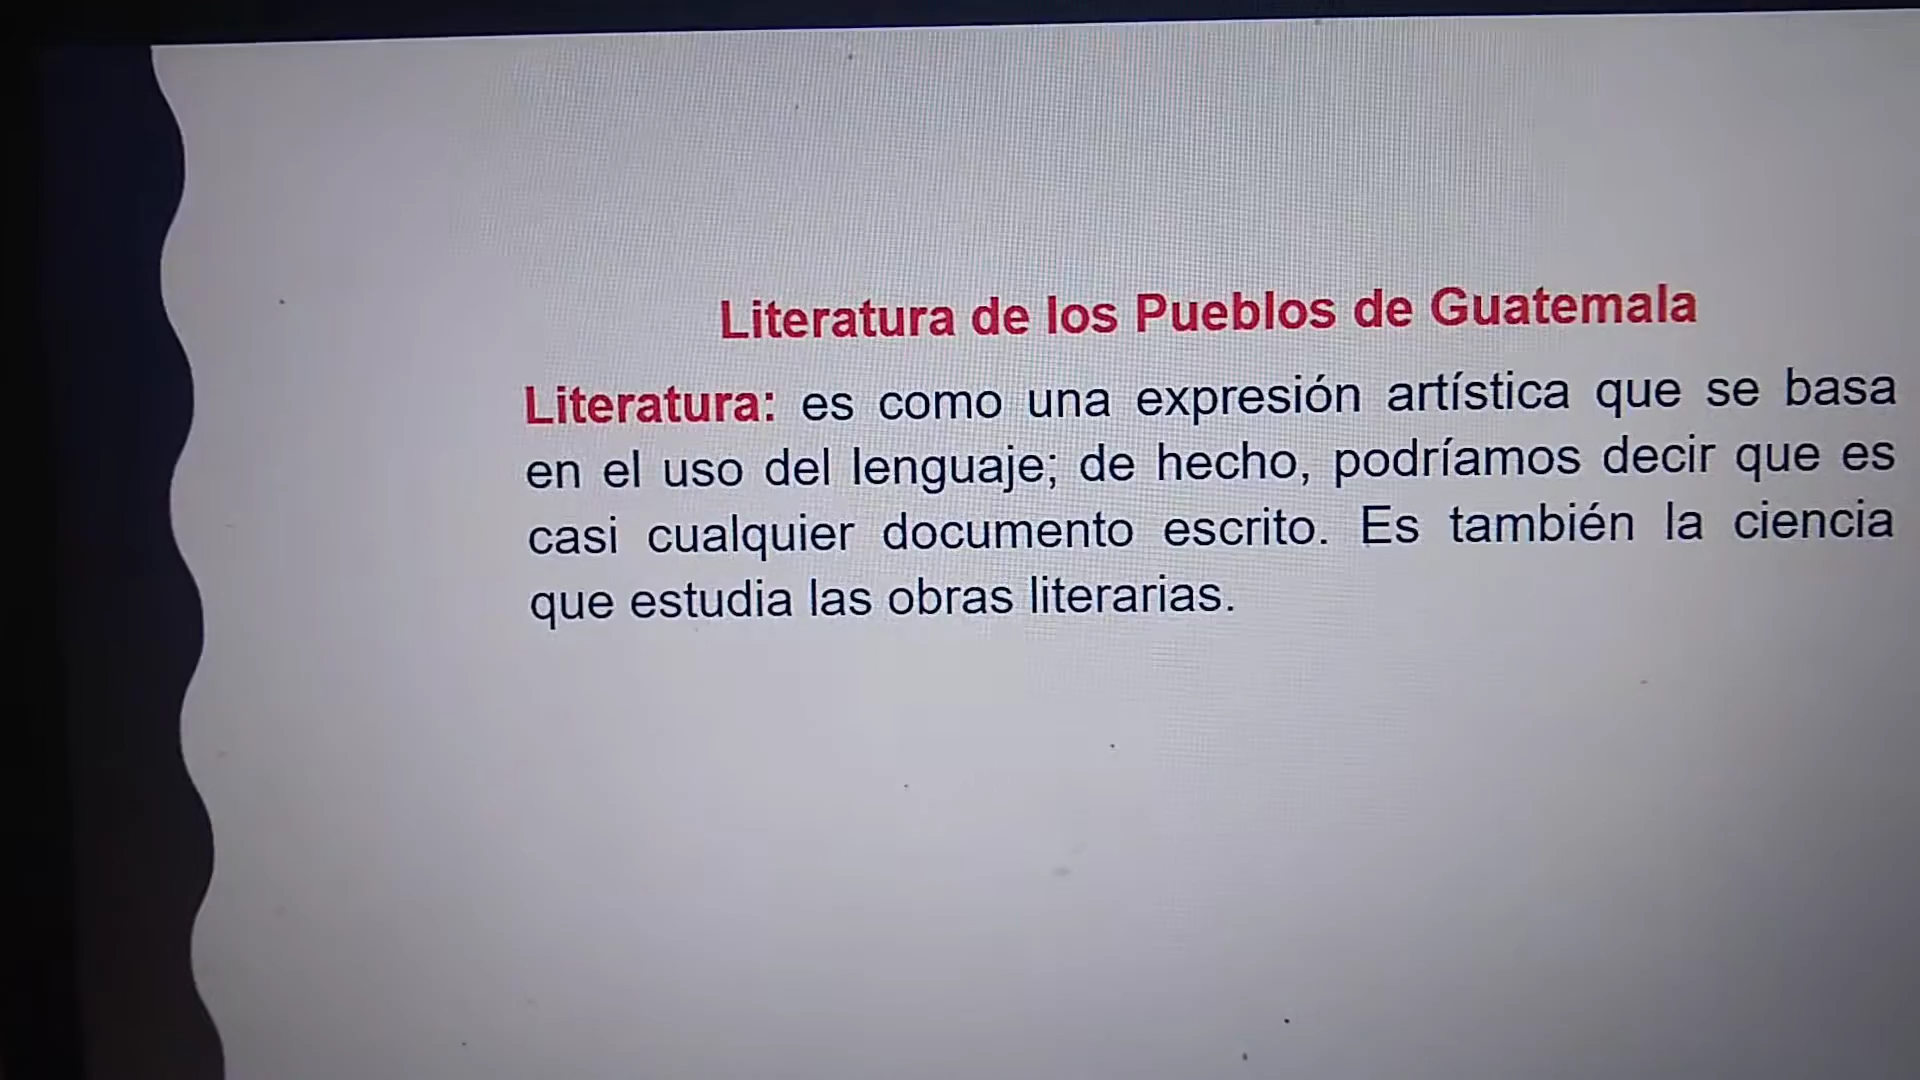 Literatura de los Pueblos de Guatemala
Literatura: es como una expresión artística que se basa
en el uso del lenguaje; de hecho, podríamos decir que es
casi cualquier documento escrito. Es también la ciencia
que estudia las obras literarias.